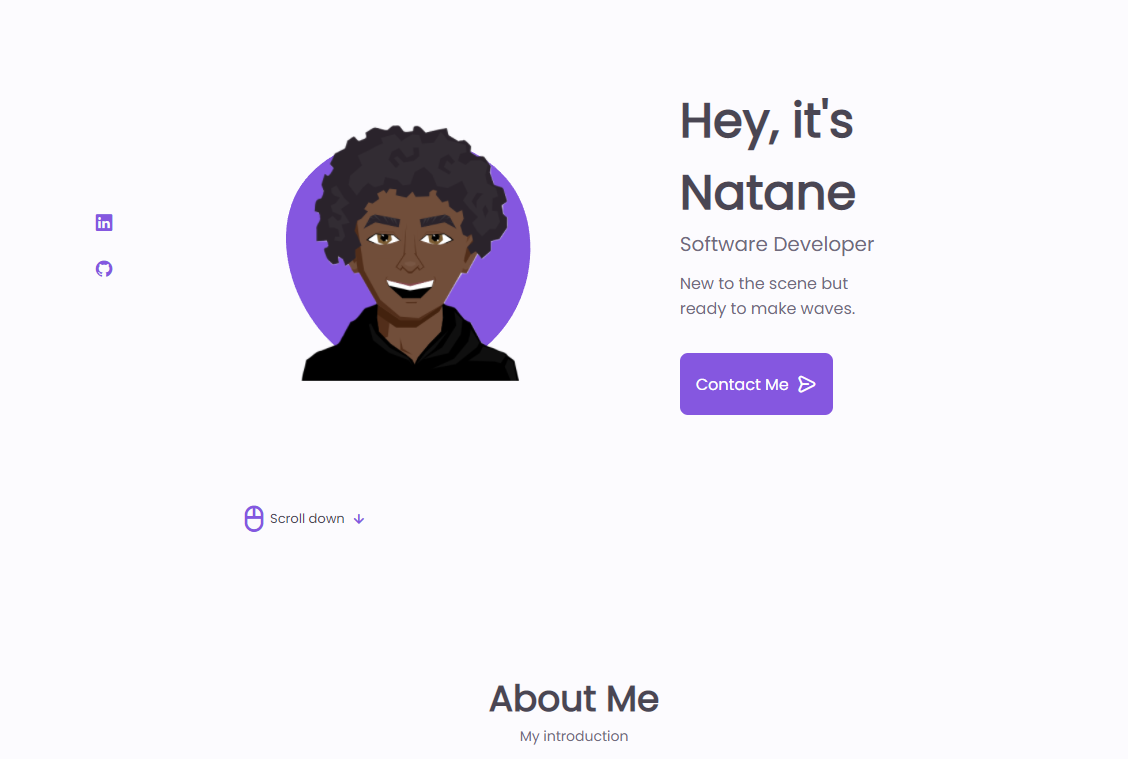 Hey, it's
Natane
Software Developer
New to the scene but
ready to make waves.
Contact Me
Scroll down
About Me
My introduction